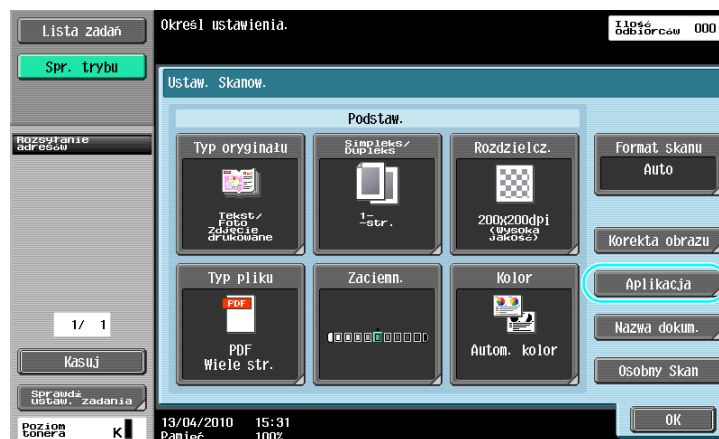 Lista zadań
Określ ustawienia.
Ilość
odbiorców 000
Spr. trybu
Ustaw. Skanow.
Podstaw.
Rozsyłanie
adresów
Typ oryginału
Simpleks/
Dupleks
Rozdzielcz.
Format skanu
Auto
Tekst/
Foto
Zdjęcie
drukowane
1-
-str.
200x200dpi
(Wysoka
jakość)
Korekta obrazu
Typ pliku
Zaciemn.
Kolor
Aplikacja
PDF
1/ 1
Nazwa dokum.
PDF
Wiele str.
Autom. kolor
Kasuj
Osobny Skan
Sprawdź
ustaw. zadania
OK
Poziom
tonera K
13/04/2010 15:31
Pamięć 100%